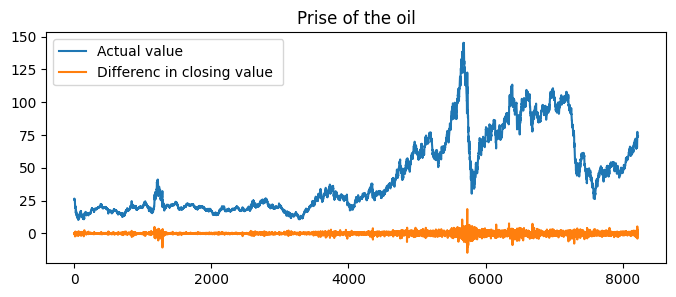 Prise of the oil
Actual value
Differenc in closing value
150
125
100
75
50
25
0
0 2000 4000 6000 8000